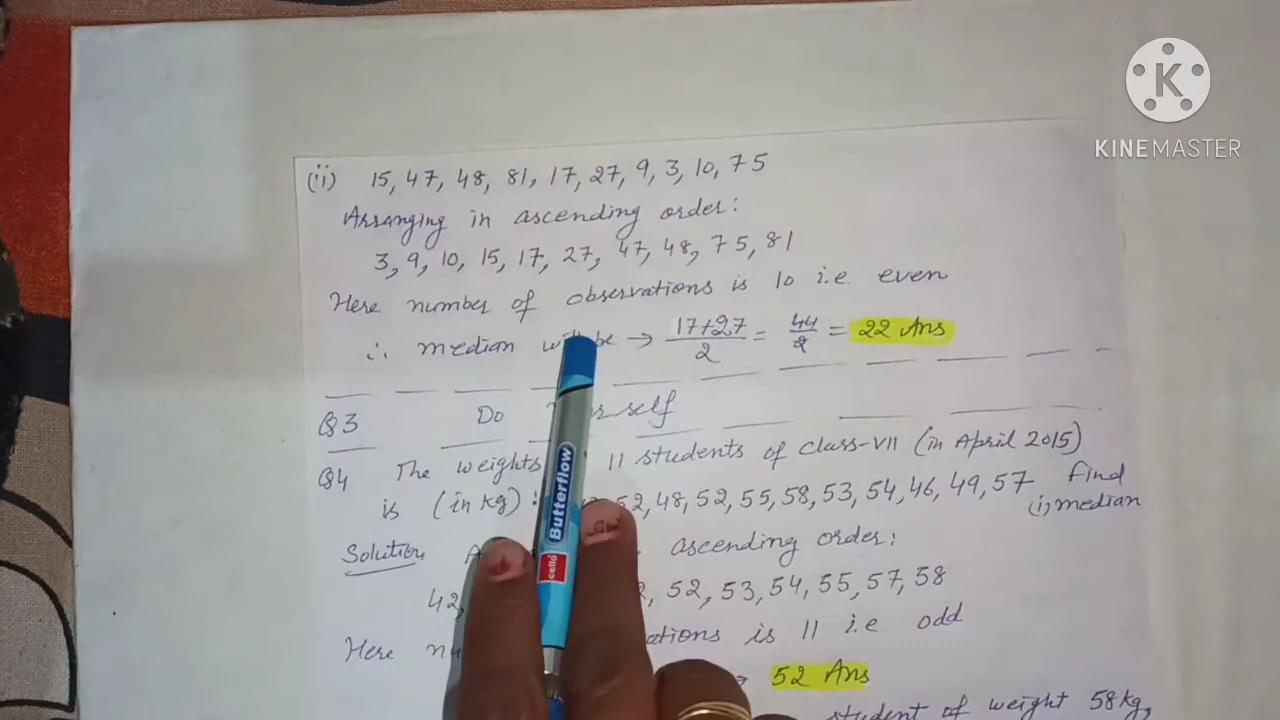 K
KINEMASTER
(ii) 15, 47, 48, 81, 17, 27, 9, 3, 10, 75
Arranging in ascending order:
3, 9, 10, 15, 17, 27, 47, 48, 75, 81
Here number of observations is 10 i.e. even
∴ median will be → 17+27/2 = 44/2 = 22 Ans
Q3 Do
Q4 The weights 11 students of class-VII (in April 2015)
is (in kg): 52, 48, 52, 55, 58, 53, 54, 46, 49, 57 Find
(i) median
Solution ascending order:
42, 52, 53, 54, 55, 57, 58
Here is 11 i.e. odd
52 Ans
student of weight 58kg,
Butterflow
cello